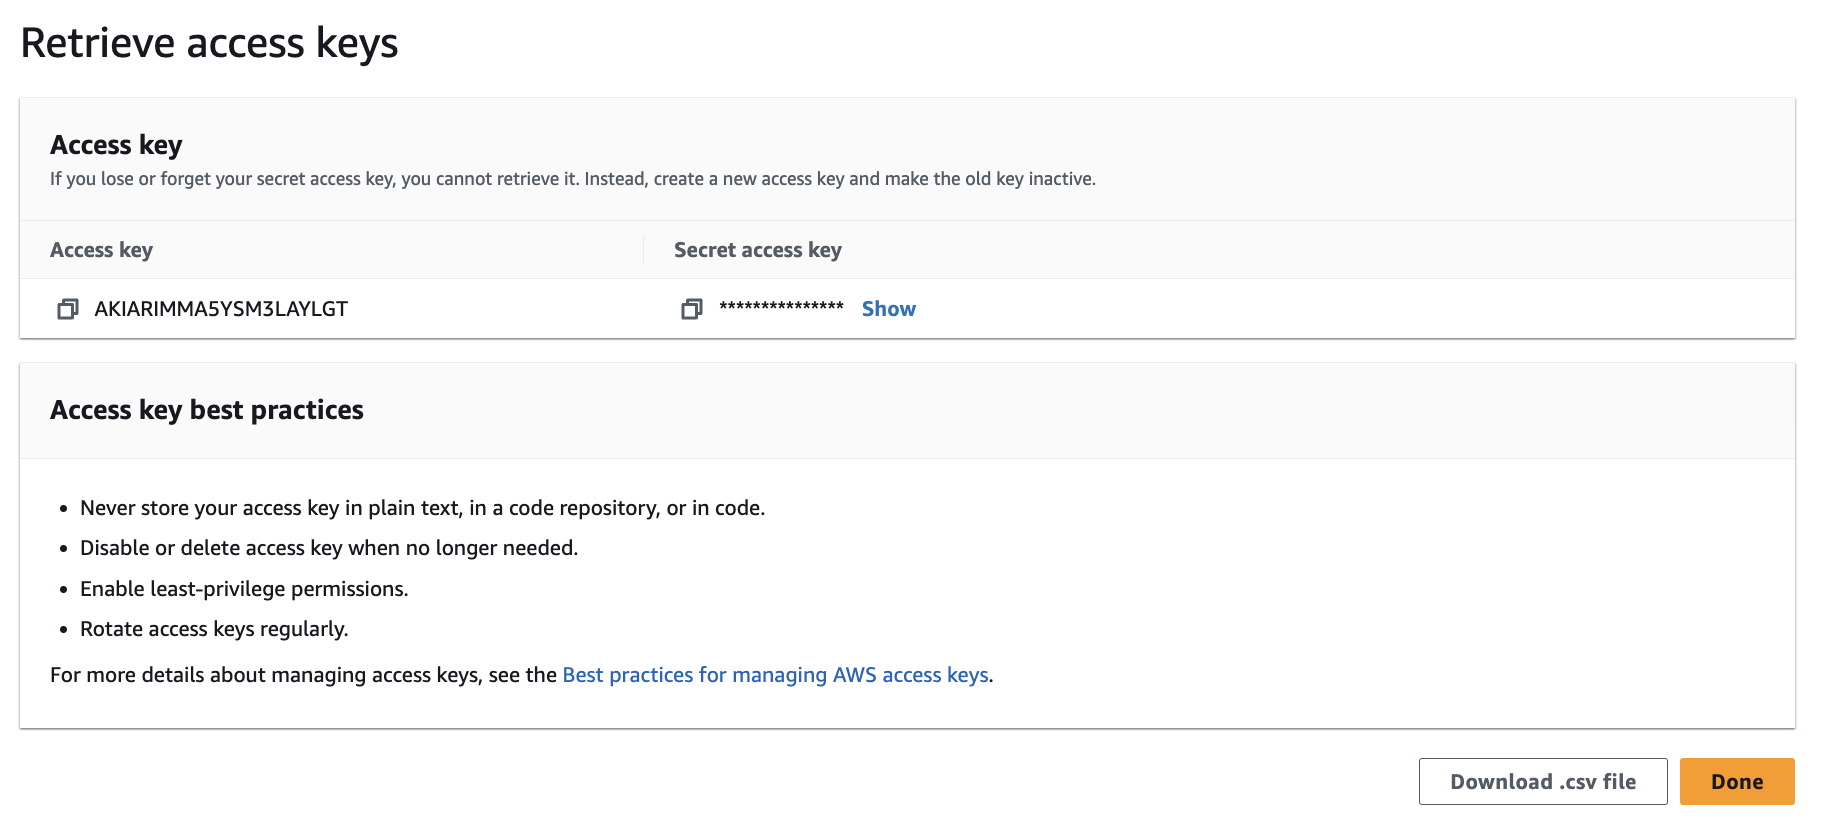 Retrieve access keys
Access key
If you lose or forget your secret access key, you cannot retrieve it. Instead, create a new access key and make the old key inactive.
Access key
Secret access key
AKIARIMMA5YSM3LAYLGT
*************** Show
Access key best practices
• Never store your access key in plain text, in a code repository, or in code.
• Disable or delete access key when no longer needed.
• Enable least-privilege permissions.
• Rotate access keys regularly.
For more details about managing access keys, see the Best practices for managing AWS access keys.
Download .csv file
Done